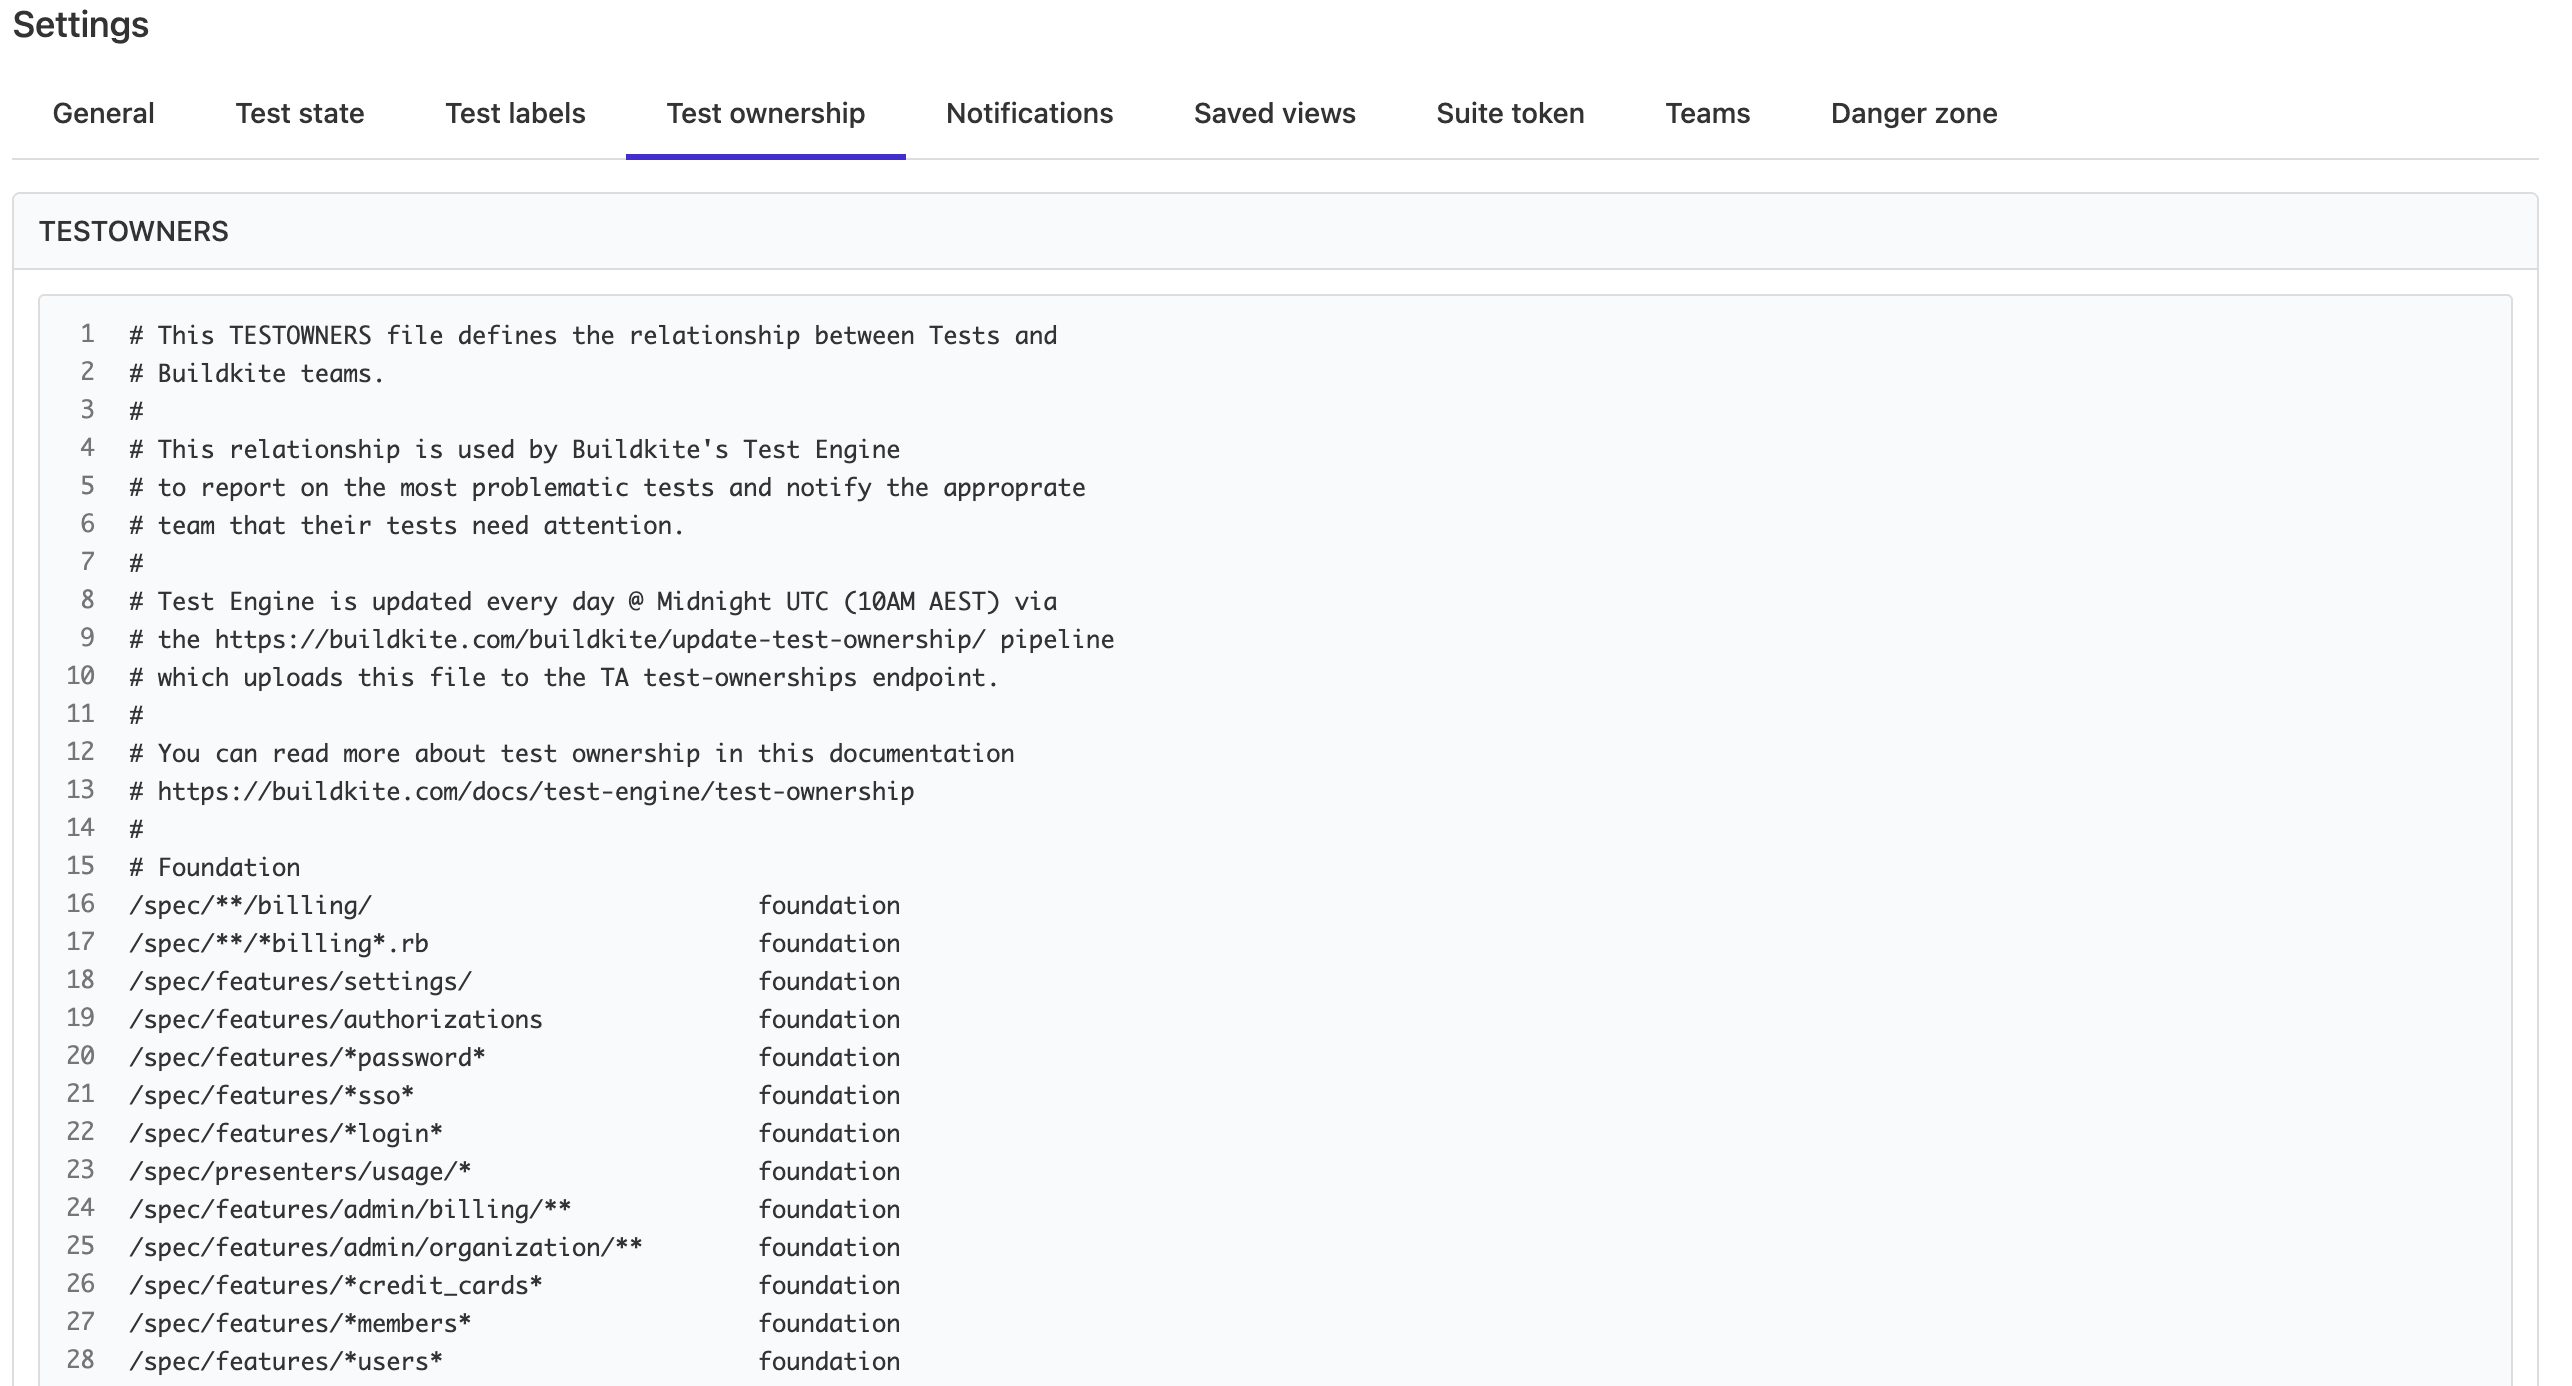 Settings
General Test state Test labels Test ownership Notifications Saved views Suite token Teams Danger zone
TESTOWNERS
1 # This TESTOWNERS file defines the relationship between Tests and
2 # Buildkite teams.
3 #
4 # This relationship is used by Buildkite's Test Engine
5 # to report on the most problematic tests and notify the approprate
6 # team that their tests need attention.
7 #
8 # Test Engine is updated every day @ Midnight UTC (10AM AEST) via
9 # the https://buildkite.com/buildkite/update-test-ownership/ pipeline
10 # which uploads this file to the TA test-ownerships endpoint.
11 #
12 # You can read more about test ownership in this documentation
13 # https://buildkite.com/docs/test-engine/test-ownership
14 #
15 # Foundation
16 /spec/**/billing/ foundation
17 /spec/**/*billing*.rb foundation
18 /spec/features/settings/ foundation
19 /spec/features/authorizations foundation
20 /spec/features/*password* foundation
21 /spec/features/*sso* foundation
22 /spec/features/*login* foundation
23 /spec/presenters/usage/* foundation
24 /spec/features/admin/billing/** foundation
25 /spec/features/admin/organization/** foundation
26 /spec/features/*credit_cards* foundation
27 /spec/features/*members* foundation
28 /spec/features/*users* foundation